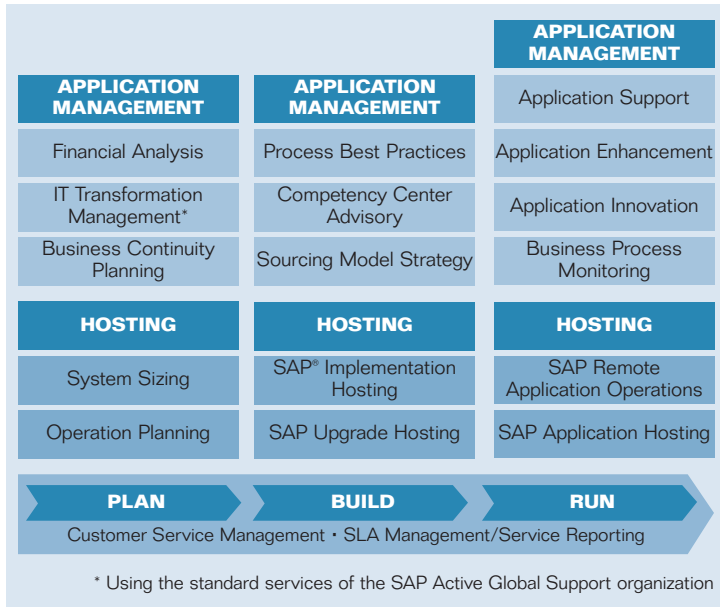 APPLICATION
MANAGEMENT
Financial Analysis
IT Transformation
Management*
Business Continuity
Planning
HOSTING
System Sizing
Operation Planning
APPLICATION
MANAGEMENT
Process Best Practices
Competency Center
Advisory
Sourcing Model Strategy
HOSTING
SAP® Implementation
Hosting
SAP Upgrade Hosting
APPLICATION
MANAGEMENT
Application Support
Application Enhancement
Application Innovation
Business Process
Monitoring
HOSTING
SAP Remote
Application Operations
SAP Application Hosting
PLAN
BUILD
RUN
Customer Service Management · SLA Management/Service Reporting
* Using the standard services of the SAP Active Global Support organization